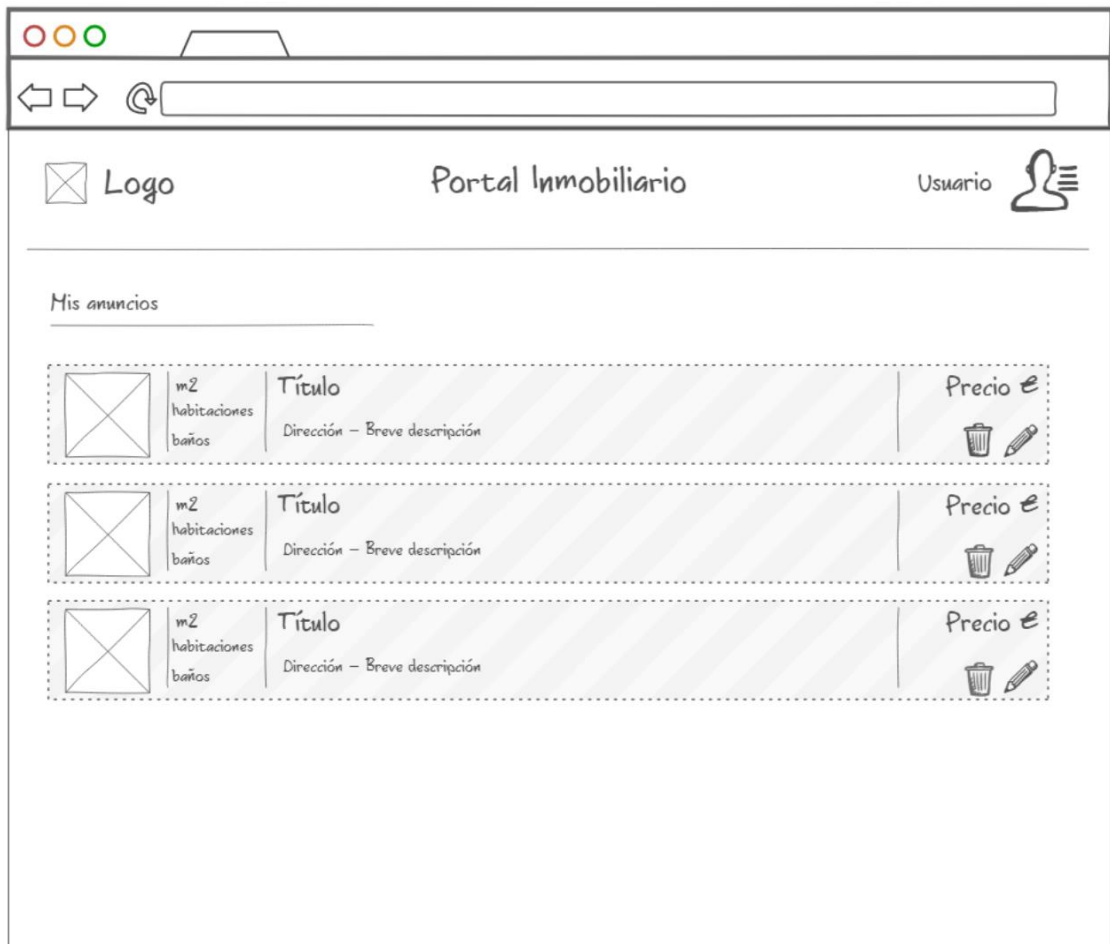 Logo
Portal Inmobiliario
Usuario
Mis anuncios
m2
habitaciones
baños
Título
Dirección – Breve descripción
Precio €
m2
habitaciones
baños
Título
Dirección – Breve descripción
Precio €
m2
habitaciones
baños
Título
Dirección – Breve descripción
Precio €